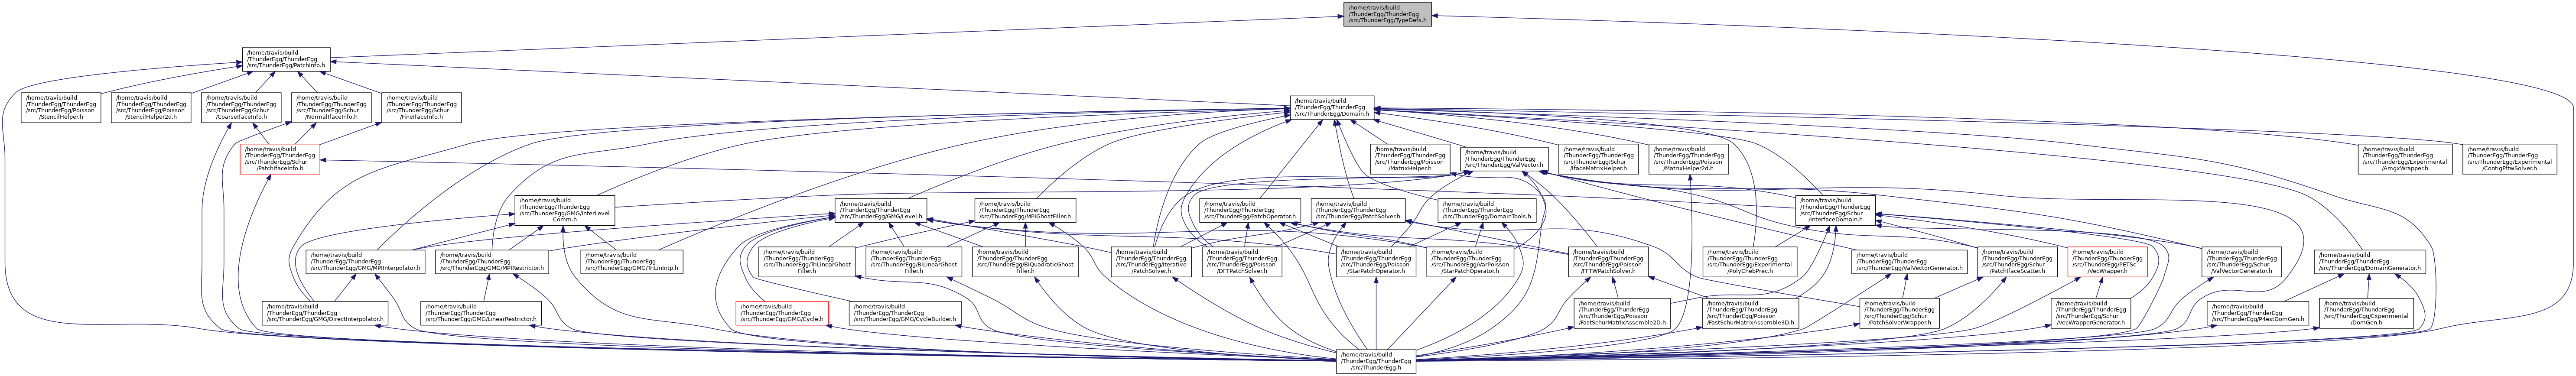 /home/travis/build
/ThunderEgg/ThunderEgg
/src/ThunderEgg/TypeDefs.h
/home/travis/build
/ThunderEgg/ThunderEgg
/src/ThunderEgg/PatchInfo.h
/home/travis/build
/ThunderEgg/ThunderEgg
/src/ThunderEgg/Poisson
/StencilHelper.h
/home/travis/build
/ThunderEgg/ThunderEgg
/src/ThunderEgg/Poisson
/StencilHelper2d.h
/home/travis/build
/ThunderEgg/ThunderEgg
/src/ThunderEgg/Schur
/CoarseIfaceInfo.h
/home/travis/build
/ThunderEgg/ThunderEgg
/src/ThunderEgg/Schur
/NormalIfaceInfo.h
/home/travis/build
/ThunderEgg/ThunderEgg
/src/ThunderEgg/Schur
/FineIfaceInfo.h
/home/travis/build
/ThunderEgg/ThunderEgg
/src/ThunderEgg/Domain.h
/home/travis/build
/ThunderEgg/ThunderEgg
/src/ThunderEgg/Schur
/PatchIfaceInfo.h
/home/travis/build
/ThunderEgg/ThunderEgg
/src/ThunderEgg/Poisson
/MatrixHelper.h
/home/travis/build
/ThunderEgg/ThunderEgg
/src/ThunderEgg/ValVector.h
/home/travis/build
/ThunderEgg/ThunderEgg
/src/ThunderEgg/Schur
/IfaceMatrixHelper.h
/home/travis/build
/ThunderEgg/ThunderEgg
/src/ThunderEgg/Poisson
/MatrixHelper2d.h
/home/travis/build
/ThunderEgg/ThunderEgg
/src/ThunderEgg/Experimental
/AmgxWrapper.h
/home/travis/build
/ThunderEgg/ThunderEgg
/src/ThunderEgg/Experimental
/ContigFftwSolver.h
/home/travis/build
/ThunderEgg/ThunderEgg
/src/ThunderEgg/GMG/InterLevel
Comm.h
/home/travis/build
/ThunderEgg/ThunderEgg
/src/ThunderEgg/GMG/Level.h
/home/travis/build
/ThunderEgg/ThunderEgg
/src/ThunderEgg/MPIGhostFiller.h
/home/travis/build
/ThunderEgg/ThunderEgg
/src/ThunderEgg/PatchOperator.h
/home/travis/build
/ThunderEgg/ThunderEgg
/src/ThunderEgg/PatchSolver.h
/home/travis/build
/ThunderEgg/ThunderEgg
/src/ThunderEgg/DomainTools.h
/home/travis/build
/ThunderEgg/ThunderEgg
/src/ThunderEgg/Schur
/InterfaceDomain.h
/home/travis/build
/ThunderEgg/ThunderEgg
/src/ThunderEgg/GMG/MPIInterpolator.h
/home/travis/build
/ThunderEgg/ThunderEgg
/src/ThunderEgg/GMG/MPIRestrictor.h
/home/travis/build
/ThunderEgg/ThunderEgg
/src/ThunderEgg/GMG/TriLinIntp.h
/home/travis/build
/ThunderEgg/ThunderEgg
/src/ThunderEgg/TriLinearGhost
Filler.h
/home/travis/build
/ThunderEgg/ThunderEgg
/src/ThunderEgg/BiLinearGhost
Filler.h
/home/travis/build
/ThunderEgg/ThunderEgg
/src/ThunderEgg/BiQuadraticGhost
Filler.h
/home/travis/build
/ThunderEgg/ThunderEgg
/src/ThunderEgg/Iterative
/PatchSolver.h
/home/travis/build
/ThunderEgg/ThunderEgg
/src/ThunderEgg/Poisson
/DFTPatchSolver.h
/home/travis/build
/ThunderEgg/ThunderEgg
/src/ThunderEgg/Poisson
/StarPatchOperator.h
/home/travis/build
/ThunderEgg/ThunderEgg
/src/ThunderEgg/VarPoisson
/StarPatchOperator.h
/home/travis/build
/ThunderEgg/ThunderEgg
/src/ThunderEgg/Poisson
/FFTWPatchSolver.h
/home/travis/build
/ThunderEgg/ThunderEgg
/src/ThunderEgg/Experimental
/PolyChebPrec.h
/home/travis/build
/ThunderEgg/ThunderEgg
/src/ThunderEgg/ValVectorGenerator.h
/home/travis/build
/ThunderEgg/ThunderEgg
/src/ThunderEgg/Schur
/PatchIfaceScatter.h
/home/travis/build
/ThunderEgg/ThunderEgg
/src/ThunderEgg/PETSc
/VecWrapper.h
/home/travis/build
/ThunderEgg/ThunderEgg
/src/ThunderEgg/Schur
/ValVectorGenerator.h
/home/travis/build
/ThunderEgg/ThunderEgg
/src/ThunderEgg/DomainGenerator.h
/home/travis/build
/ThunderEgg/ThunderEgg
/src/ThunderEgg/GMG/DirectInterpolator.h
/home/travis/build
/ThunderEgg/ThunderEgg
/src/ThunderEgg/GMG/LinearRestrictor.h
/home/travis/build
/ThunderEgg/ThunderEgg
/src/ThunderEgg/GMG/Cycle.h
/home/travis/build
/ThunderEgg/ThunderEgg
/src/ThunderEgg/GMG/CycleBuilder.h
/home/travis/build
/ThunderEgg/ThunderEgg
/src/ThunderEgg/Poisson
/FastSchurMatrixAssemble2D.h
/home/travis/build
/ThunderEgg/ThunderEgg
/src/ThunderEgg/Poisson
/FastSchurMatrixAssemble3D.h
/home/travis/build
/ThunderEgg/ThunderEgg
/src/ThunderEgg/Schur
/PatchSolverWrapper.h
/home/travis/build
/ThunderEgg/ThunderEgg
/src/ThunderEgg/Schur
/VecWrapperGenerator.h
/home/travis/build
/ThunderEgg/ThunderEgg
/src/ThunderEgg/P4estDomGen.h
/home/travis/build
/ThunderEgg/ThunderEgg
/src/ThunderEgg/Experimental
/DomGen.h
/home/travis/build
/ThunderEgg/ThunderEgg
/src/ThunderEgg.h